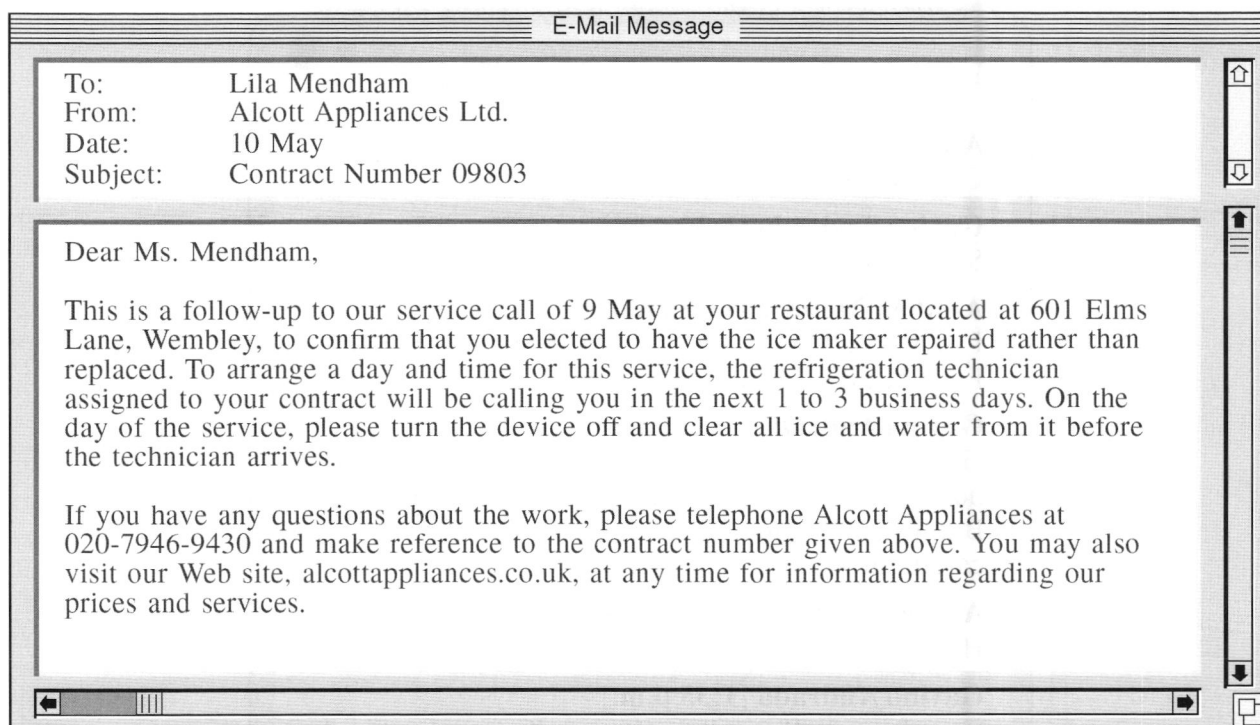 E-Mail Message
To: Lila Mendham
From: Alcott Appliances Ltd.
Date: 10 May
Subject: Contract Number 09803
Dear Ms. Mendham,
This is a follow-up to our service call of 9 May at your restaurant located at 601 Elms
Lane, Wembley, to confirm that you elected to have the ice maker repaired rather than
replaced. To arrange a day and time for this service, the refrigeration technician
assigned to your contract will be calling you in the next 1 to 3 business days. On the
day of the service, please turn the device off and clear all ice and water from it before
the technician arrives.
If you have any questions about the work, please telephone Alcott Appliances at
020-7946-9430 and make reference to the contract number given above. You may also
visit our Web site, alcottappliances.co.uk, at any time for information regarding our
prices and services.